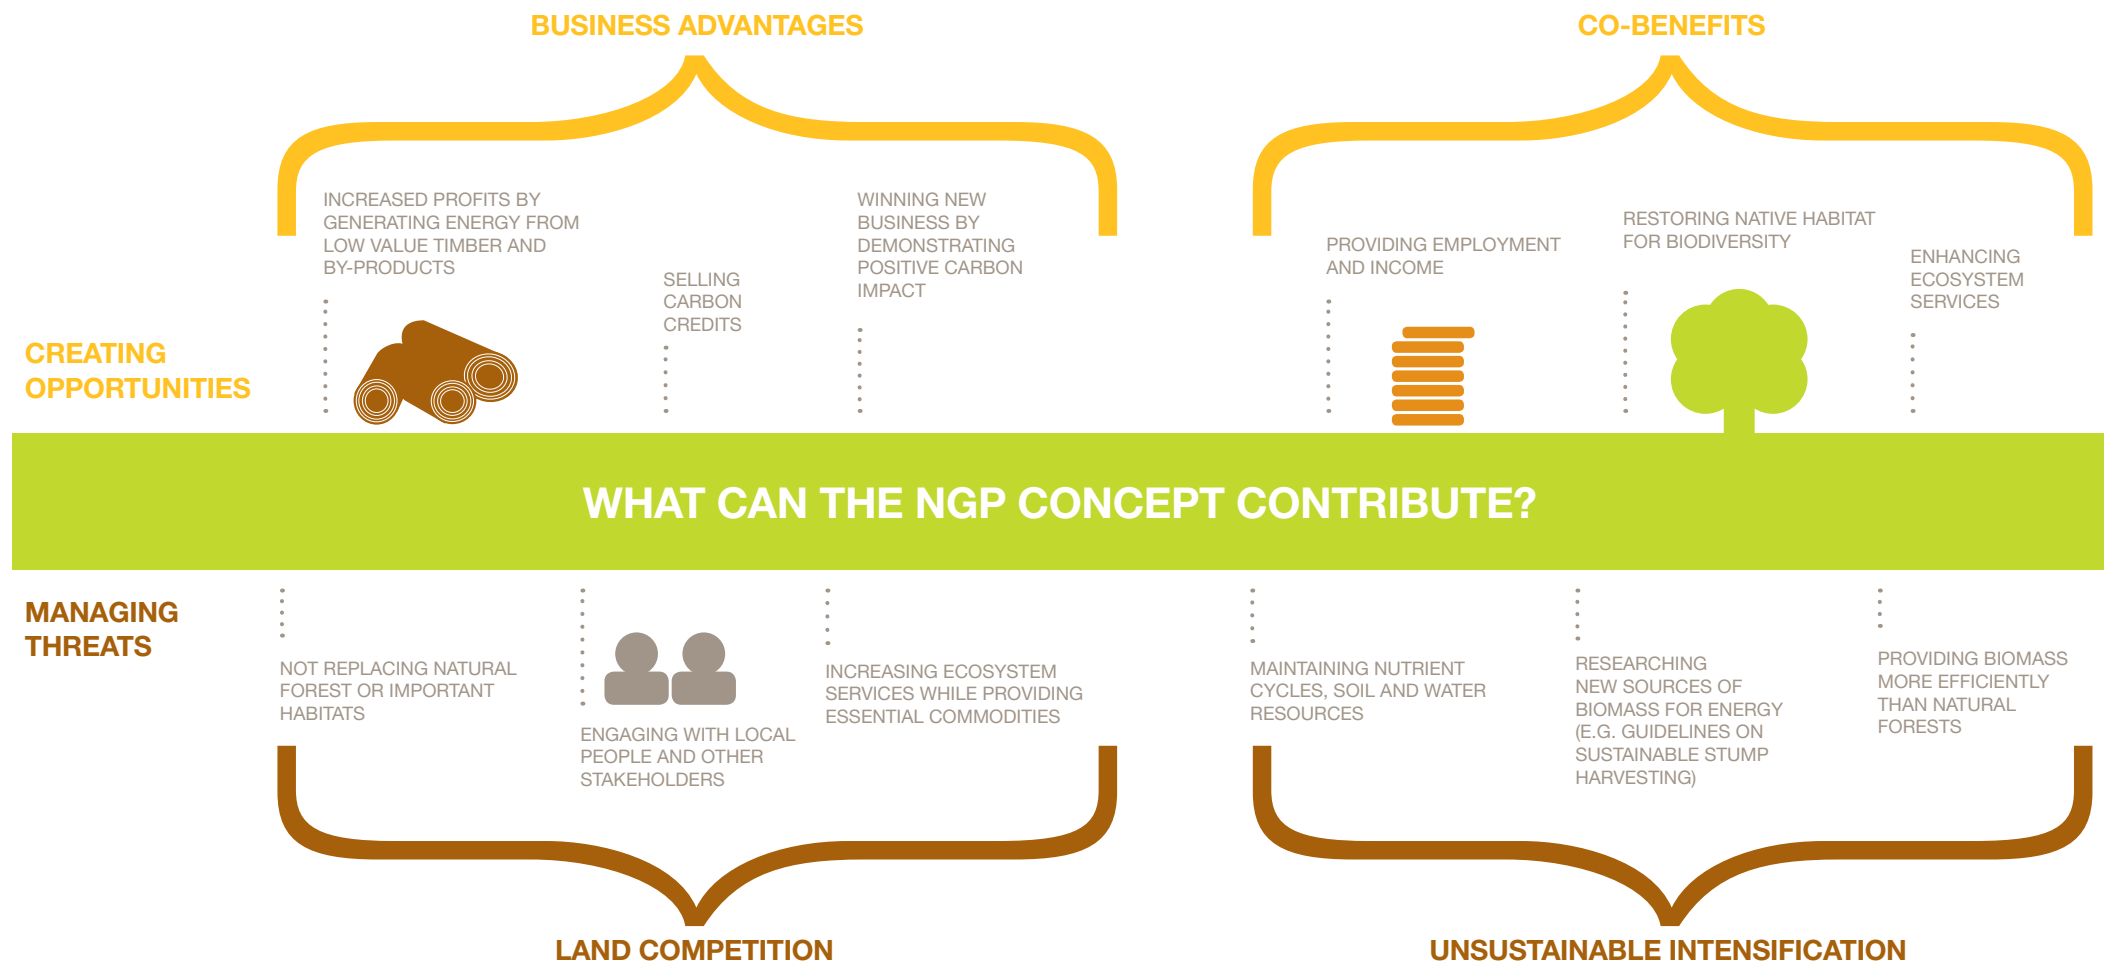 BUSINESS ADVANTAGES
CO-BENEFITS
INCREASED PROFITS BY
GENERATING ENERGY FROM
LOW VALUE TIMBER AND
BY-PRODUCTS
SELLING
CARBON
CREDITS
WINNING NEW
BUSINESS BY
DEMONSTRATING
POSITIVE CARBON
IMPACT
PROVIDING EMPLOYMENT
AND INCOME
RESTORING NATIVE HABITAT
FOR BIODIVERSITY
ENHANCING
ECOSYSTEM
SERVICES
CREATING
OPPORTUNITIES
WHAT CAN THE NGP CONCEPT CONTRIBUTE?
MANAGING
THREATS
NOT REPLACING NATURAL
FOREST OR IMPORTANT
HABITATS
ENGAGING WITH LOCAL
PEOPLE AND OTHER
STAKEHOLDERS
INCREASING ECOSYSTEM
SERVICES WHILE PROVIDING
ESSENTIAL COMMODITIES
MAINTAINING NUTRIENT
CYCLES, SOIL AND WATER
RESOURCES
RESEARCHING
NEW SOURCES OF
BIOMASS FOR ENERGY
(E.G. GUIDELINES ON
SUSTAINABLE STUMP
HARVESTING)
PROVIDING BIOMASS
MORE EFFICIENTLY
THAN NATURAL
FORESTS
LAND COMPETITION
UNSUSTAINABLE INTENSIFICATION